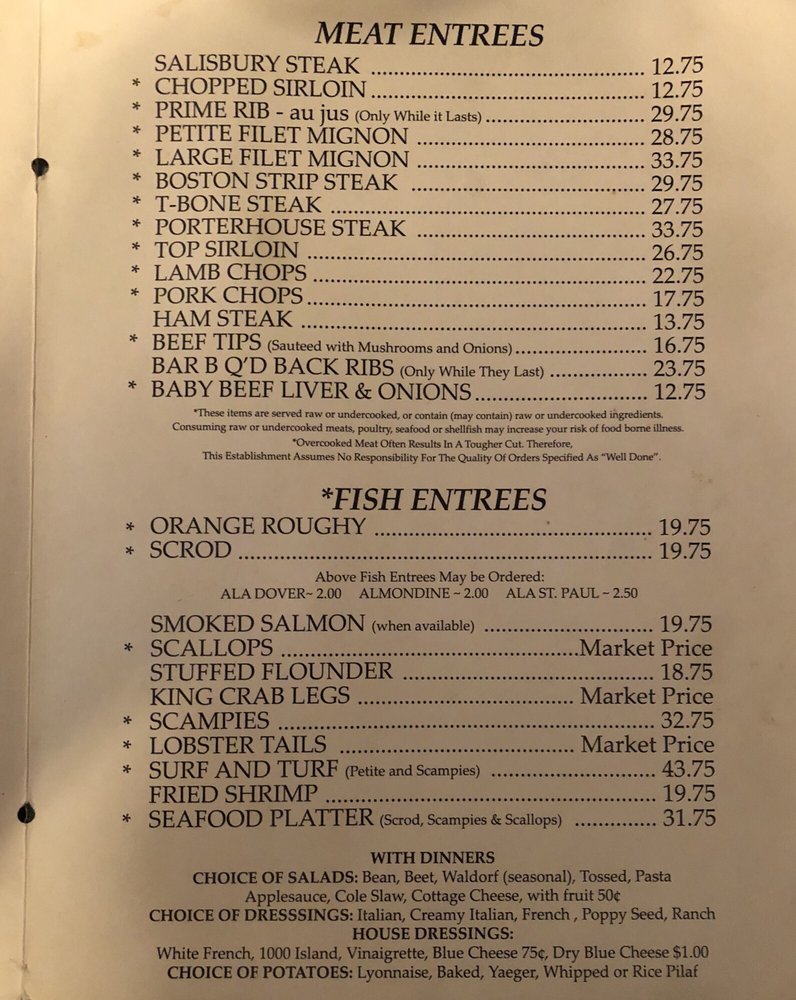 MEAT ENTREES
SALISBURY STEAK ........................................... 12.75
* CHOPPED SIRLOIN........................................... 12.75
* PRIME RIB - au jus (Only While it Lasts)......................... 29.75
* PETITE FILET MIGNON .................................... 28.75
* LARGE FILET MIGNON .................................... 33.75
* BOSTON STRIP STEAK ..................................... 29.75
* T-BONE STEAK .................................................. 27.75
* PORTERHOUSE STEAK .................................... 33.75
* TOP SIRLOIN ..................................................... 26.75
* LAMB CHOPS .................................................... 22.75
* PORK CHOPS..................................................... 17.75
HAM STEAK ...................................................... 13.75
* BEEF TIPS (Sauteed with Mushrooms and Onions)..................... 16.75
BAR B Q'D BACK RIBS (Only While They Last) ............... 23.75
* BABY BEEF LIVER & ONIONS........................... 12.75
*These items are served raw or undercooked, or contain (may contain) raw or undercooked ingredients.
Consuming raw or undercooked meats, poultry, seafood or shellfish may increase your risk of food borne illness.
*Overcooked Meat Often Results In A Tougher Cut. Therefore,
This Establishment Assumes No Responsibility For The Quality Of Orders Specified As "Well Done".
*FISH ENTREES
* ORANGE ROUGHY ............................................ 19.75
* SCROD .................................................................. 19.75
Above Fish Entrees May be Ordered:
ALA DOVER~ 2.00 ALMONDINE ~ 2.00 ALA ST. PAUL ~ 2.50
SMOKED SALMON (when available) ........................... 19.75
* SCALLOPS ................................................Market Price
STUFFED FLOUNDER ........................................ 18.75
KING CRAB LEGS .................................. Market Price
* SCAMPIES ............................................................ 32.75
* LOBSTER TAILS ..................................... Market Price
* SURF AND TURF (Petite and Scampies) .......................... 43.75
FRIED SHRIMP .................................................... 19.75
* SEAFOOD PLATTER (Scrod, Scampies & Scallops) ............. 31.75
WITH DINNERS
CHOICE OF SALADS: Bean, Beet, Waldorf (seasonal), Tossed, Pasta
Applesauce, Cole Slaw, Cottage Cheese, with fruit 50¢
CHOICE OF DRESSSINGS: Italian, Creamy Italian, French , Poppy Seed, Ranch
HOUSE DRESSINGS:
White French, 1000 Island, Vinaigrette, Blue Cheese 75¢, Dry Blue Cheese $1.00
CHOICE OF POTATOES: Lyonnaise, Baked, Yaeger, Whipped or Rice Pilaf